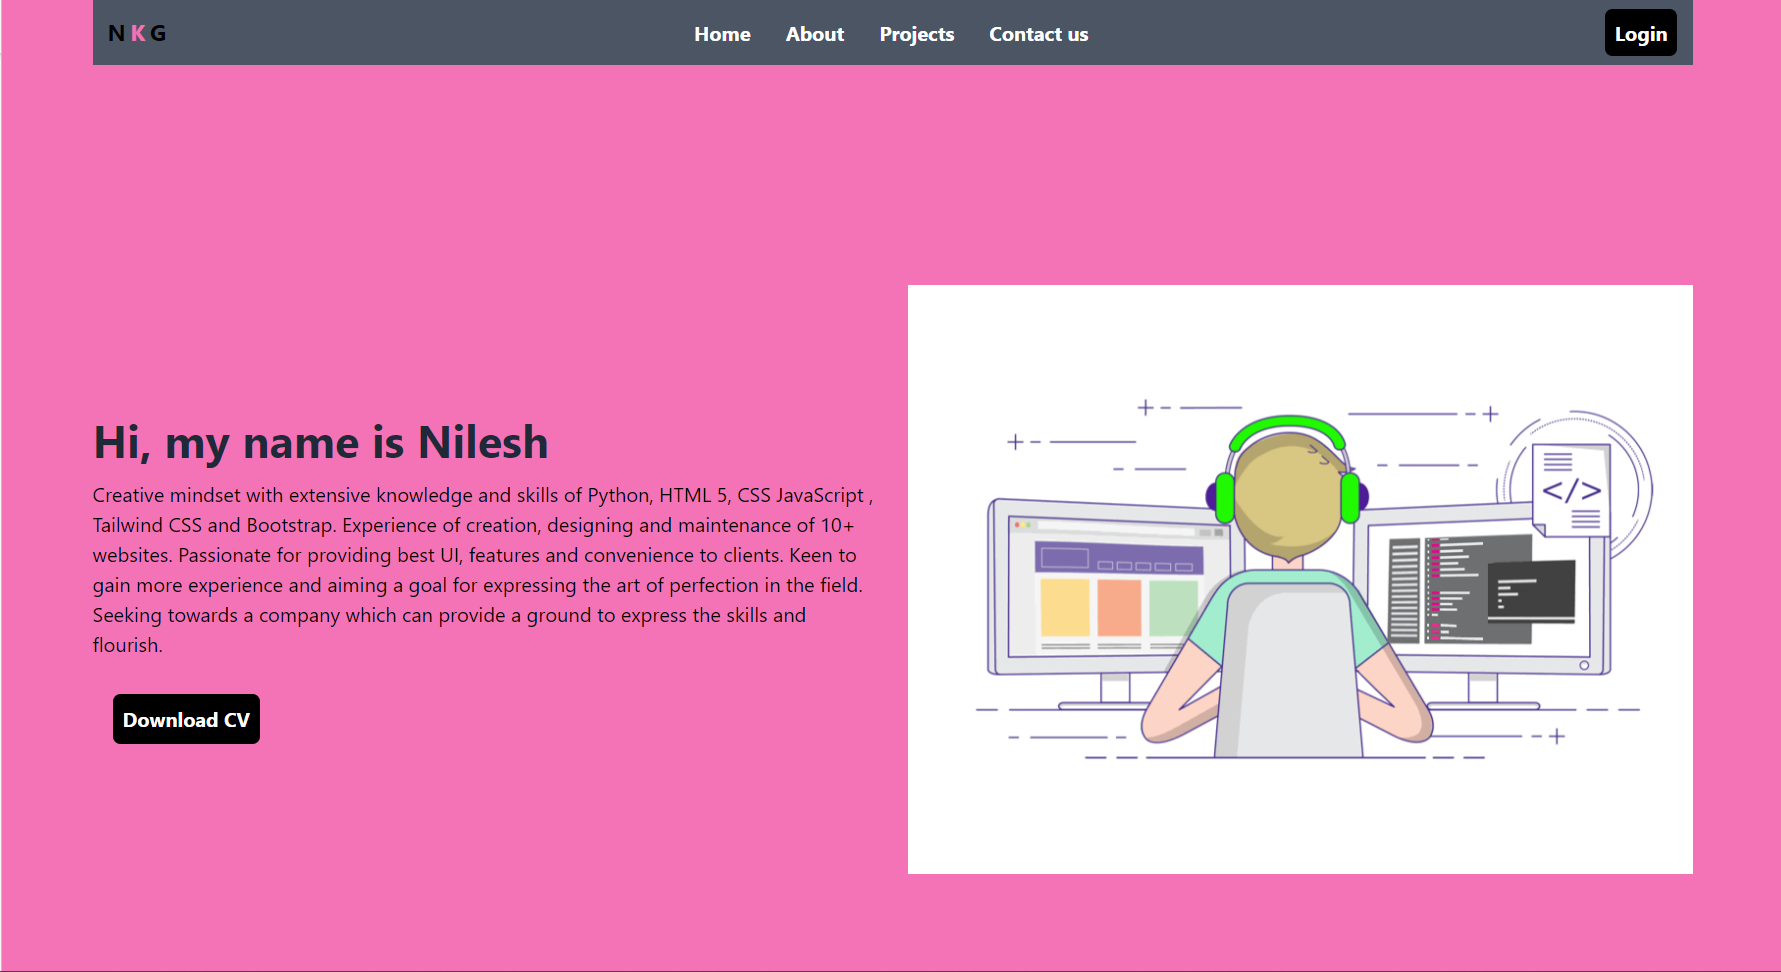 N K G
Home About Projects Contact us
Login
Hi, my name is Nilesh
Creative mindset with extensive knowledge and skills of Python, HTML 5, CSS JavaScript ,
Tailwind CSS and Bootstrap. Experience of creation, designing and maintenance of 10+
websites. Passionate for providing best UI, features and convenience to clients. Keen to
gain more experience and aiming a goal for expressing the art of perfection in the field.
Seeking towards a company which can provide a ground to express the skills and
flourish.
Download CV
</>